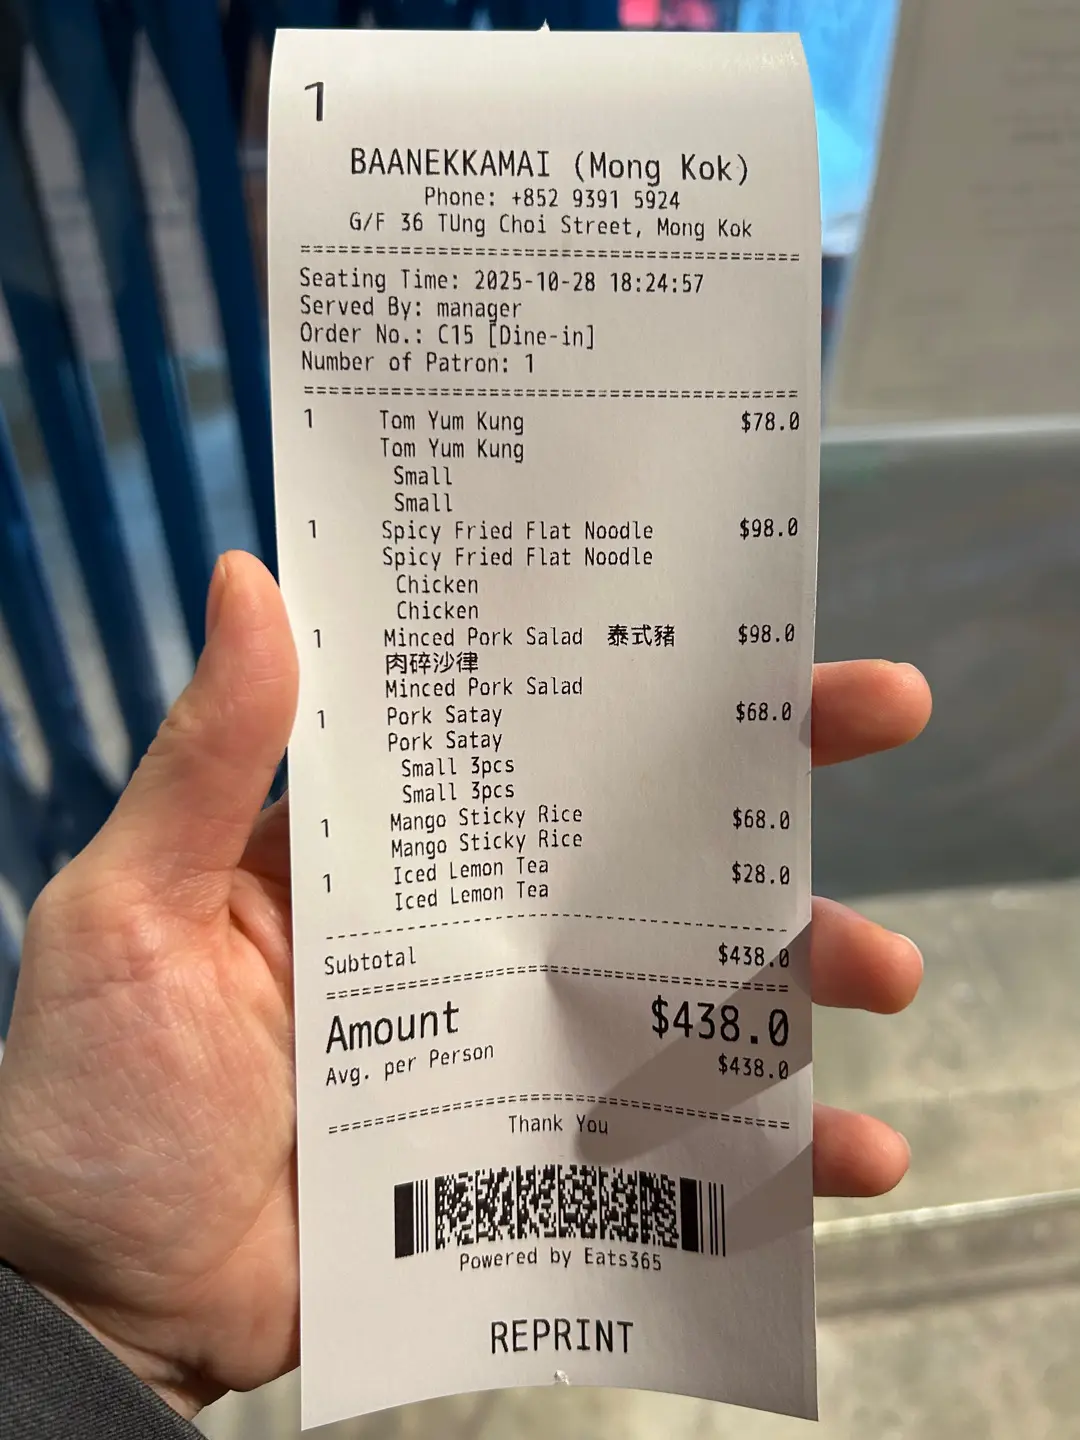 1
BAANEKKAMAI (Mong Kok)
Phone: +852 9391 5924
G/F 36 TUng Choi Street, Mong Kok
Seating Time: 2025-10-28 18:24:57
Served By: manager
Order No.: C15 [Dine-in]
Number of Patron: 1
1 Tom Yum Kung $78.0
Tom Yum Kung
Small
Small
1 Spicy Fried Flat Noodle $98.0
Spicy Fried Flat Noodle
Chicken
Chicken
1 Minced Pork Salad 泰式豬 $98.0
肉碎沙律
Minced Pork Salad
1 Pork Satay $68.0
Pork Satay
Small 3pcs
Small 3pcs
1 Mango Sticky Rice $68.0
Mango Sticky Rice
1 Iced Lemon Tea $28.0
Iced Lemon Tea
Subtotal $438.0
Amount $438.0
Avg. per Person $438.0
Thank You
Powered by Eats365
REPRINT